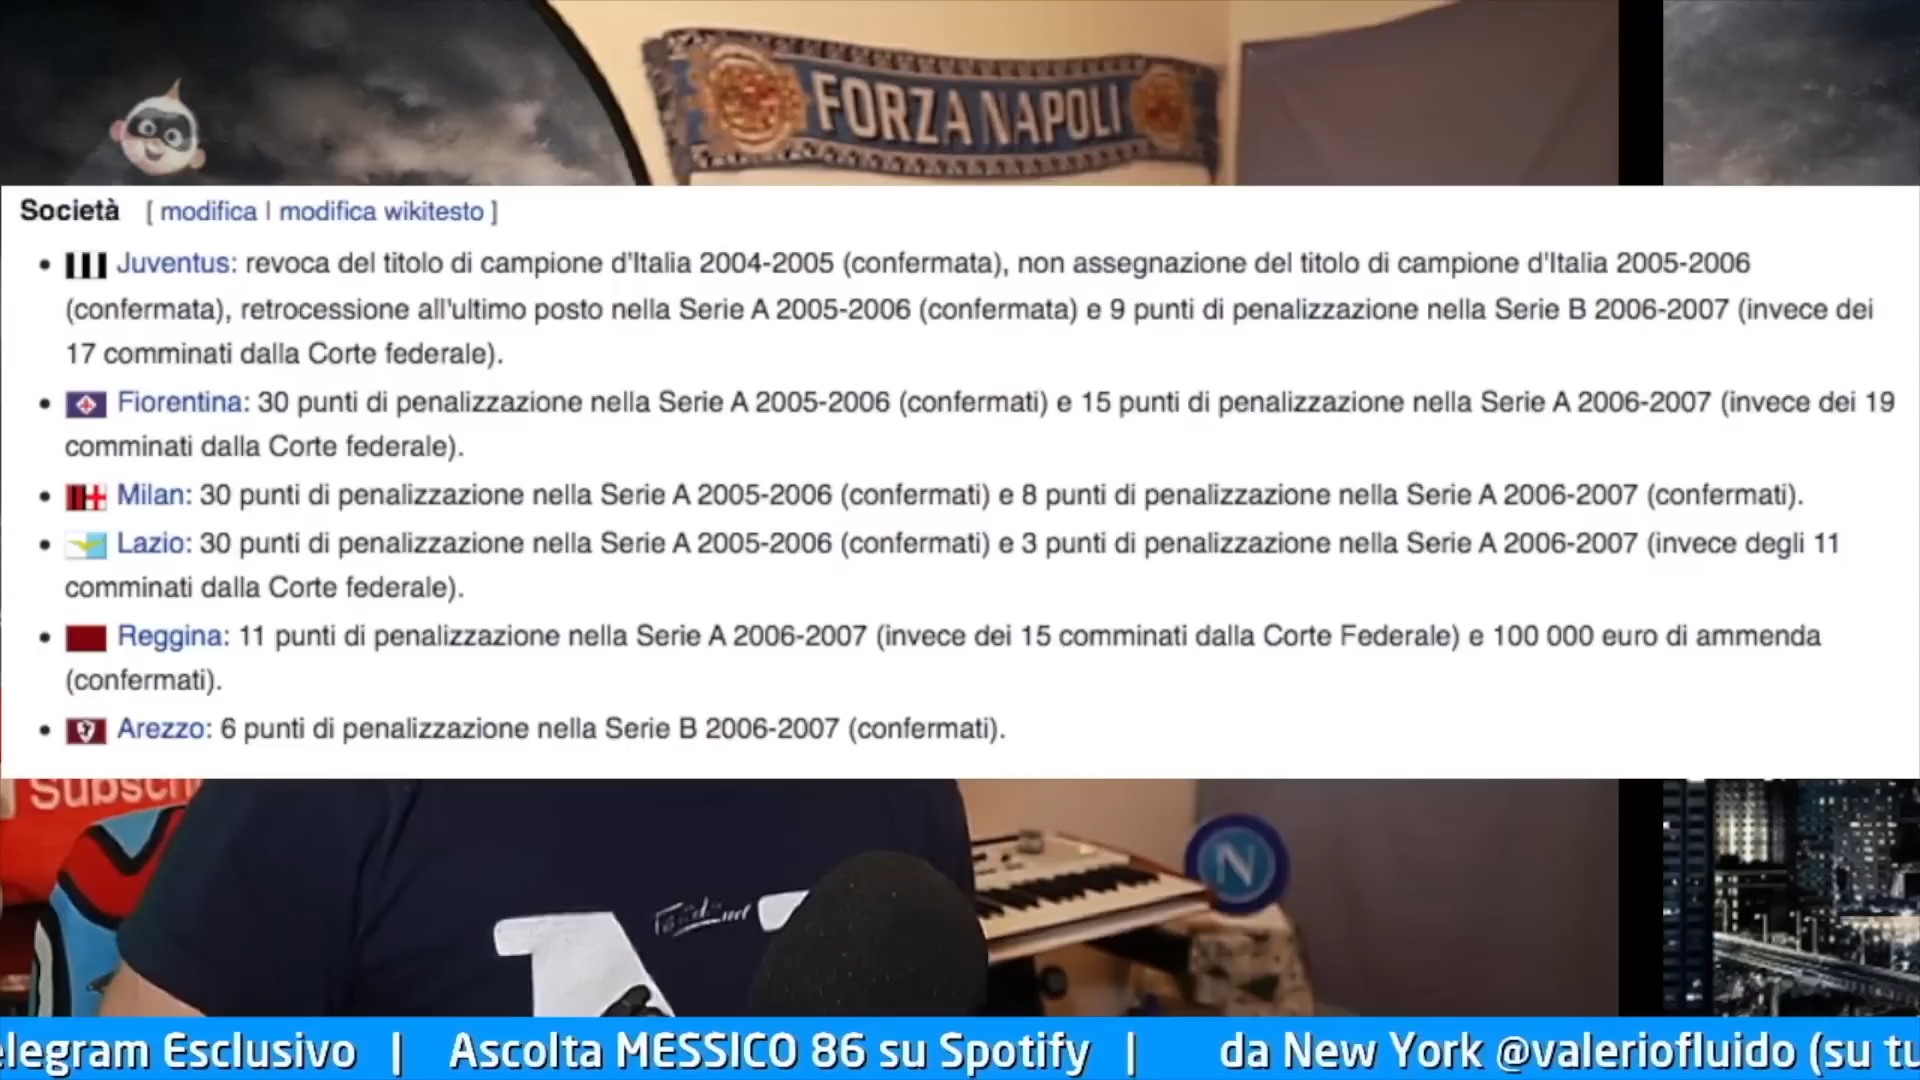 FORZA NAPOLI
Società [ modifica | modifica wikitesto ]
• Juventus: revoca del titolo di campione d'Italia 2004-2005 (confermata), non assegnazione del titolo di campione d'Italia 2005-2006
(confermata), retrocessione all'ultimo posto nella Serie A 2005-2006 (confermata) e 9 punti di penalizzazione nella Serie B 2006-2007 (invece dei
17 comminati dalla Corte federale).
• Fiorentina: 30 punti di penalizzazione nella Serie A 2005-2006 (confermati) e 15 punti di penalizzazione nella Serie A 2006-2007 (invece dei 19
comminati dalla Corte federale).
• Milan: 30 punti di penalizzazione nella Serie A 2005-2006 (confermati) e 8 punti di penalizzazione nella Serie A 2006-2007 (confermati).
• Lazio: 30 punti di penalizzazione nella Serie A 2005-2006 (confermati) e 3 punti di penalizzazione nella Serie A 2006-2007 (invece degli 11
comminati dalla Corte federale).
• Reggina: 11 punti di penalizzazione nella Serie A 2006-2007 (invece dei 15 comminati dalla Corte Federale) e 100 000 euro di ammenda
(confermati).
• Arezzo: 6 punti di penalizzazione nella Serie B 2006-2007 (confermati).
Subscri
N
elegram Esclusivo | Ascolta MESSICO 86 su Spotify | da New York @valeriofluido (su tu